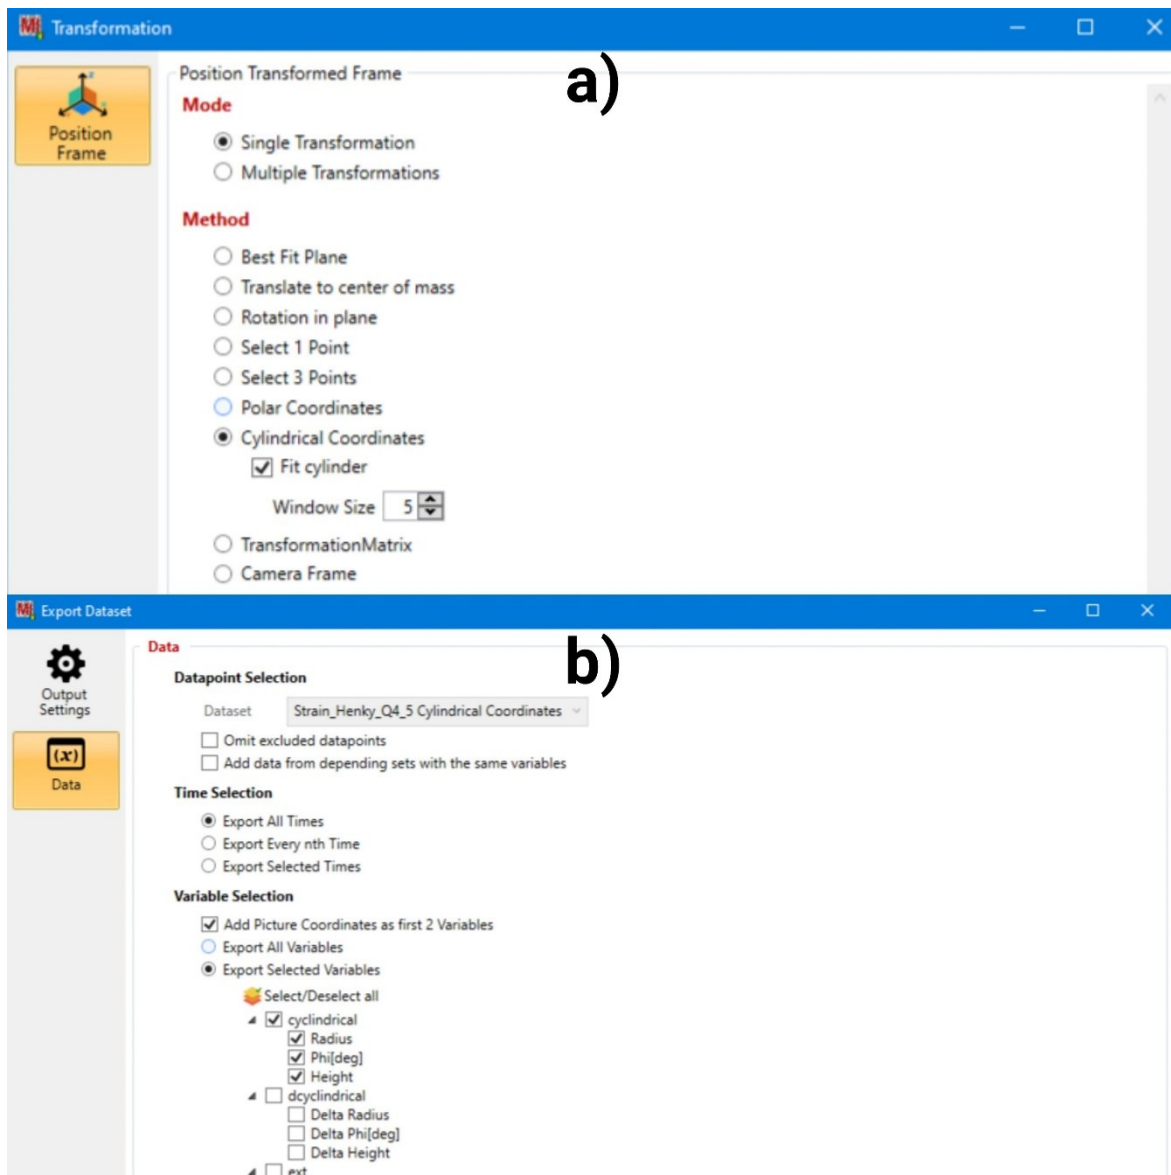 Transformation
a)
Position Transformed Frame
Position
Frame
Mode
Single Transformation
Multiple Transformations
Method
Best Fit Plane
Translate to center of mass
Rotation in plane
Select 1 Point
Select 3 Points
Polar Coordinates
Cylindrical Coordinates
Fit cylinder
Window Size 5
TransformationMatrix
Camera Frame
Export Dataset
b)
Output
Settings
(x)
Data
Data
Datapoint Selection
Dataset Strain_Henky_Q4_5 Cylindrical Coordinates
Omit excluded datapoints
Add data from depending sets with the same variables
Time Selection
Export All Times
Export Every nth Time
Export Selected Times
Variable Selection
Add Picture Coordinates as first 2 Variables
Export All Variables
Export Selected Variables
Select/Deselect all
cyclindrical
Radius
Phi[deg]
Height
dcyclindrical
Delta Radius
Delta Phi[deg]
Delta Height
ext